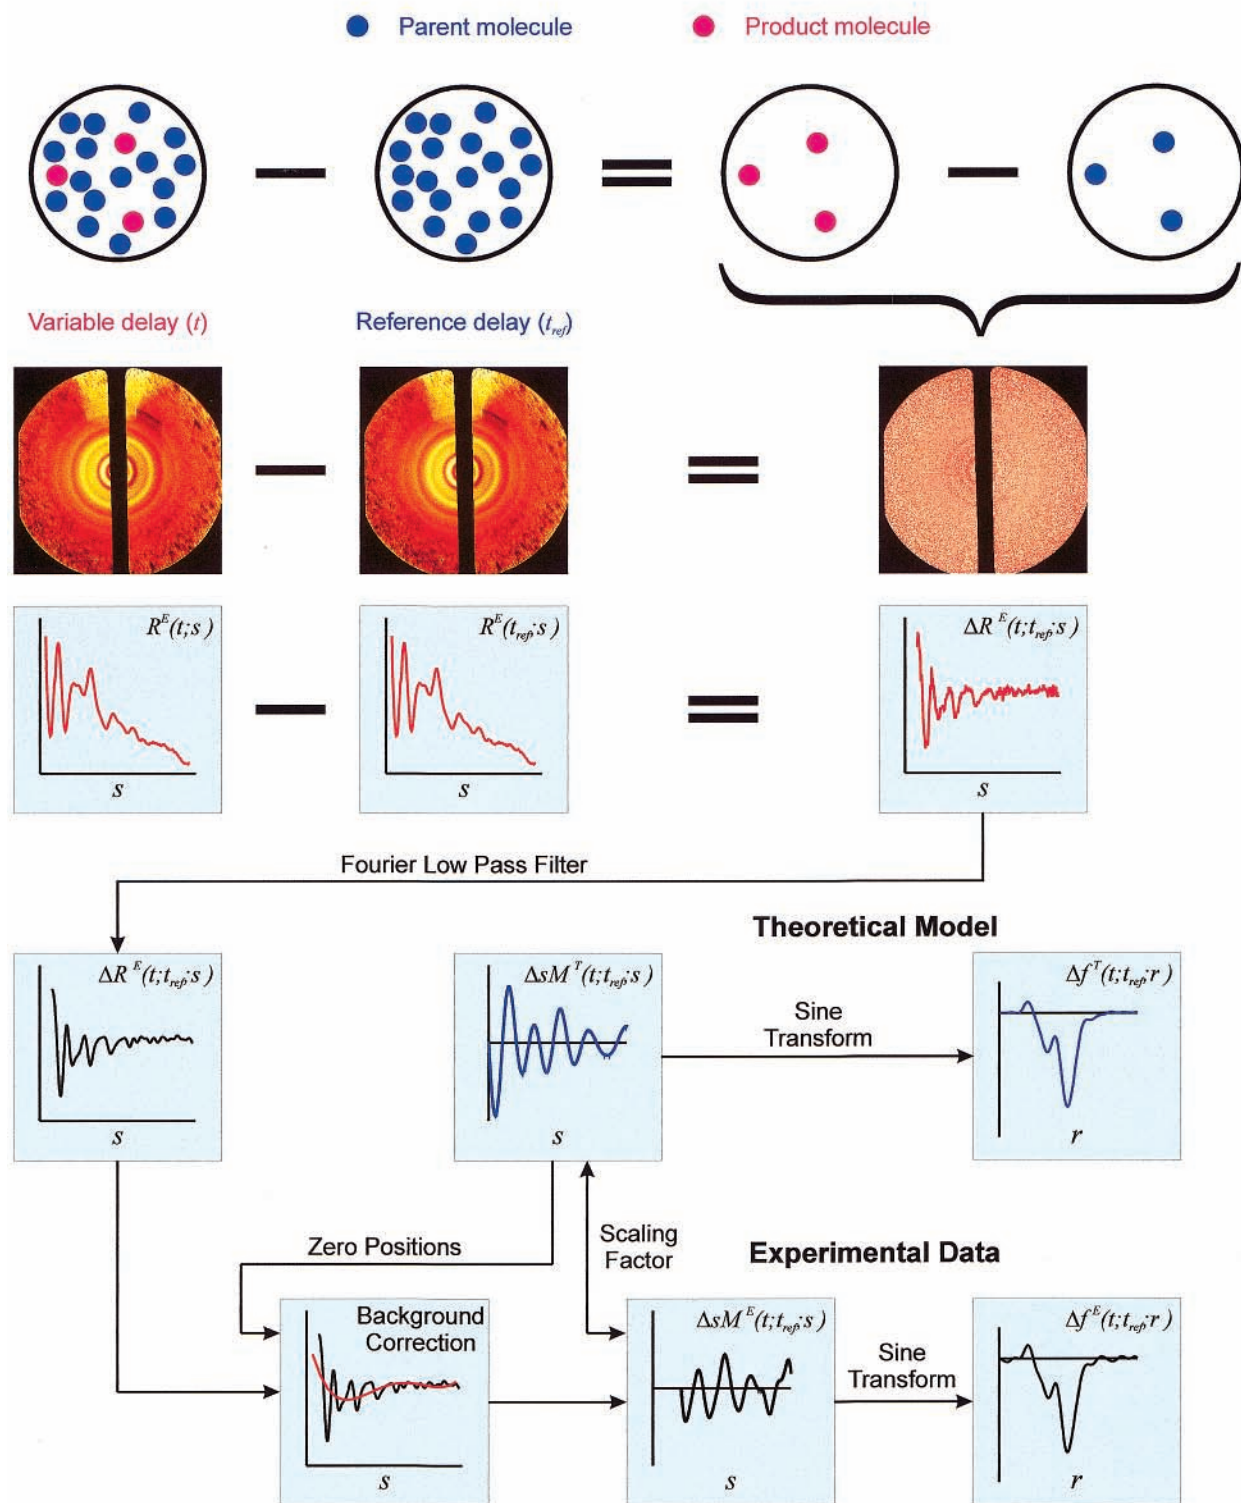 Parent molecule
Product molecule
Variable delay (t)
Reference delay (t_ref)
R^E(t;s)
s
R^E(t_ref;s)
s
ΔR^E(t;t_ref;s)
s
Fourier Low Pass Filter
Theoretical Model
ΔR^E(t;t_ref;s)
s
ΔsM^T(t;t_ref;s)
s
Sine
Transform
Δf^T(t;t_ref;r)
r
Zero Positions
Scaling
Factor
Experimental Data
Background
Correction
s
ΔsM^E(t;t_ref;s)
s
Sine
Transform
Δf^E(t;t_ref;r)
r